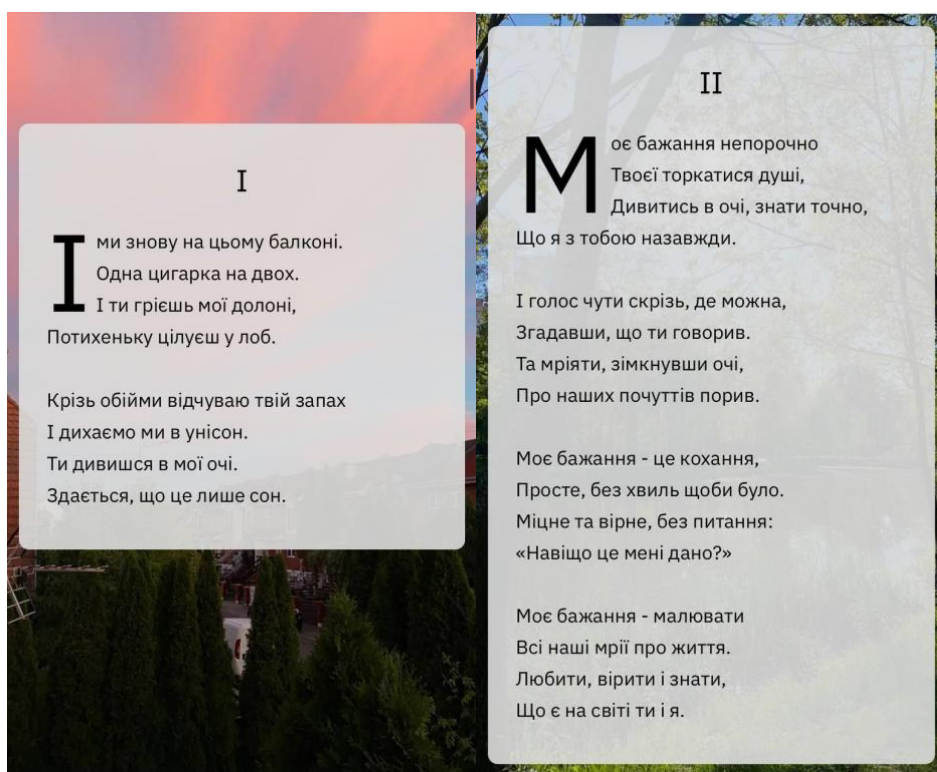 I
І ми знову на цьому балконі.
Одна цигарка на двох.
І ти грієшь мої долоні,
Потихеньку цілуєш у лоб.
Крізь обійми відчуваю твій запах
І дихаємо ми в унісон.
Ти дивишся в мої очі.
Здається, що це лише сон.
II
Моє бажання непорочно
Твоєї торкатися душі,
Дивитись в очі, знати точно,
Що я з тобою назавжди.
І голос чути скрізь, де можна,
Згадавши, що ти говорив.
Та мріяти, зімкнувши очі,
Про наших почуттів порив.
Моє бажання - це кохання,
Просте, без хвиль щоби було.
Міцне та вірне, без питання:
«Навіщо це мені дано?»
Моє бажання - малювати
Всі наші мрії про життя.
Любити, вірити і знати,
Що є на світі ти і я.